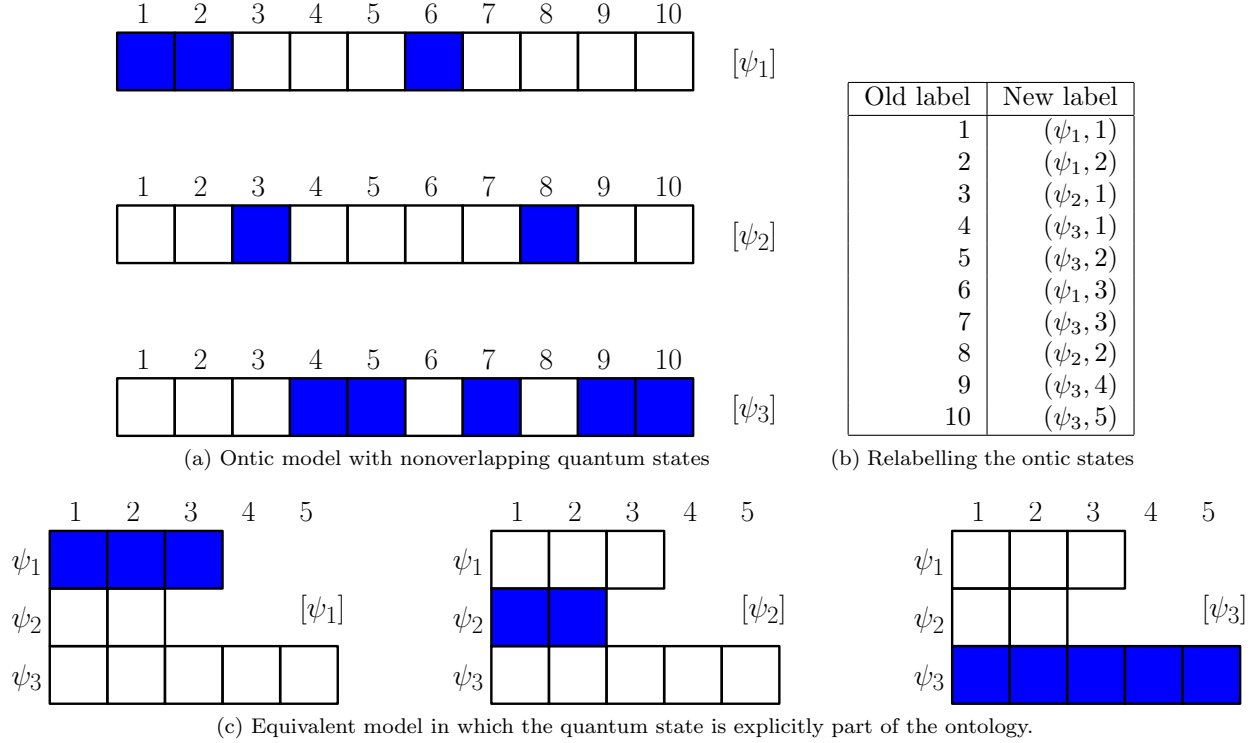 1 2 3 4 5 6 7 8 9 10
[ψ₁]
1 2 3 4 5 6 7 8 9 10
[ψ₂]
1 2 3 4 5 6 7 8 9 10
[ψ₃]
(a) Ontic model with nonoverlapping quantum states
Old label New label
1 (ψ₁, 1)
2 (ψ₁, 2)
3 (ψ₂, 1)
4 (ψ₃, 1)
5 (ψ₃, 2)
6 (ψ₁, 3)
7 (ψ₃, 3)
8 (ψ₂, 2)
9 (ψ₃, 4)
10 (ψ₃, 5)
(b) Relabelling the ontic states
1 2 3 4 5
ψ₁
ψ₂ [ψ₁]
ψ₃
1 2 3 4 5
ψ₁
ψ₂ [ψ₂]
ψ₃
1 2 3 4 5
ψ₁
ψ₂ [ψ₃]
ψ₃
(c) Equivalent model in which the quantum state is explicitly part of the ontology.